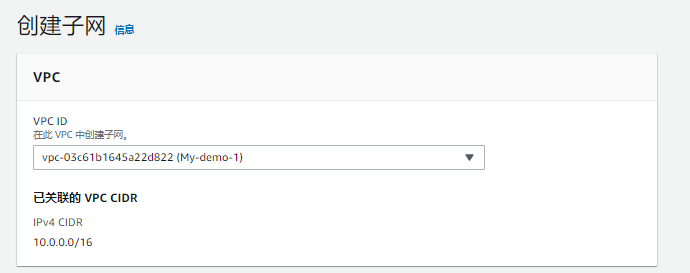 创建子网 信息
VPC
VPC ID
在此 VPC 中创建子网。
vpc-03c61b1645a22d822 (My-demo-1)
已关联的 VPC CIDR
IPv4 CIDR
10.0.0.0/16